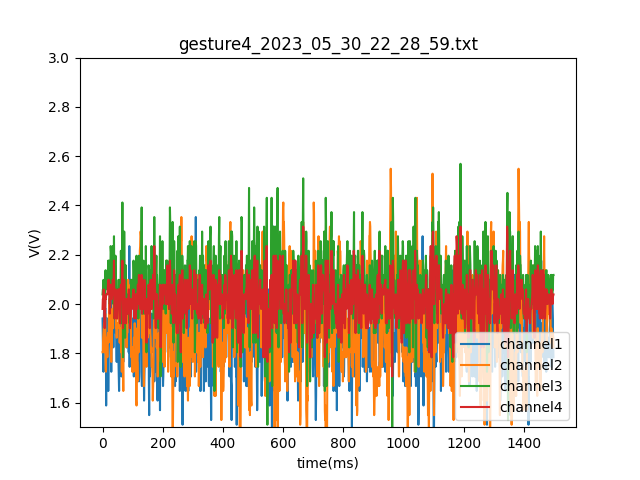 gesture4_2023_05_30_22_28_59.txt
3.0
2.8
2.6
2.4
2.2
2.0
1.8
1.6
V(V)
0 200 400 600 800 1000 1200 1400
time(ms)
channel1
channel2
channel3
channel4